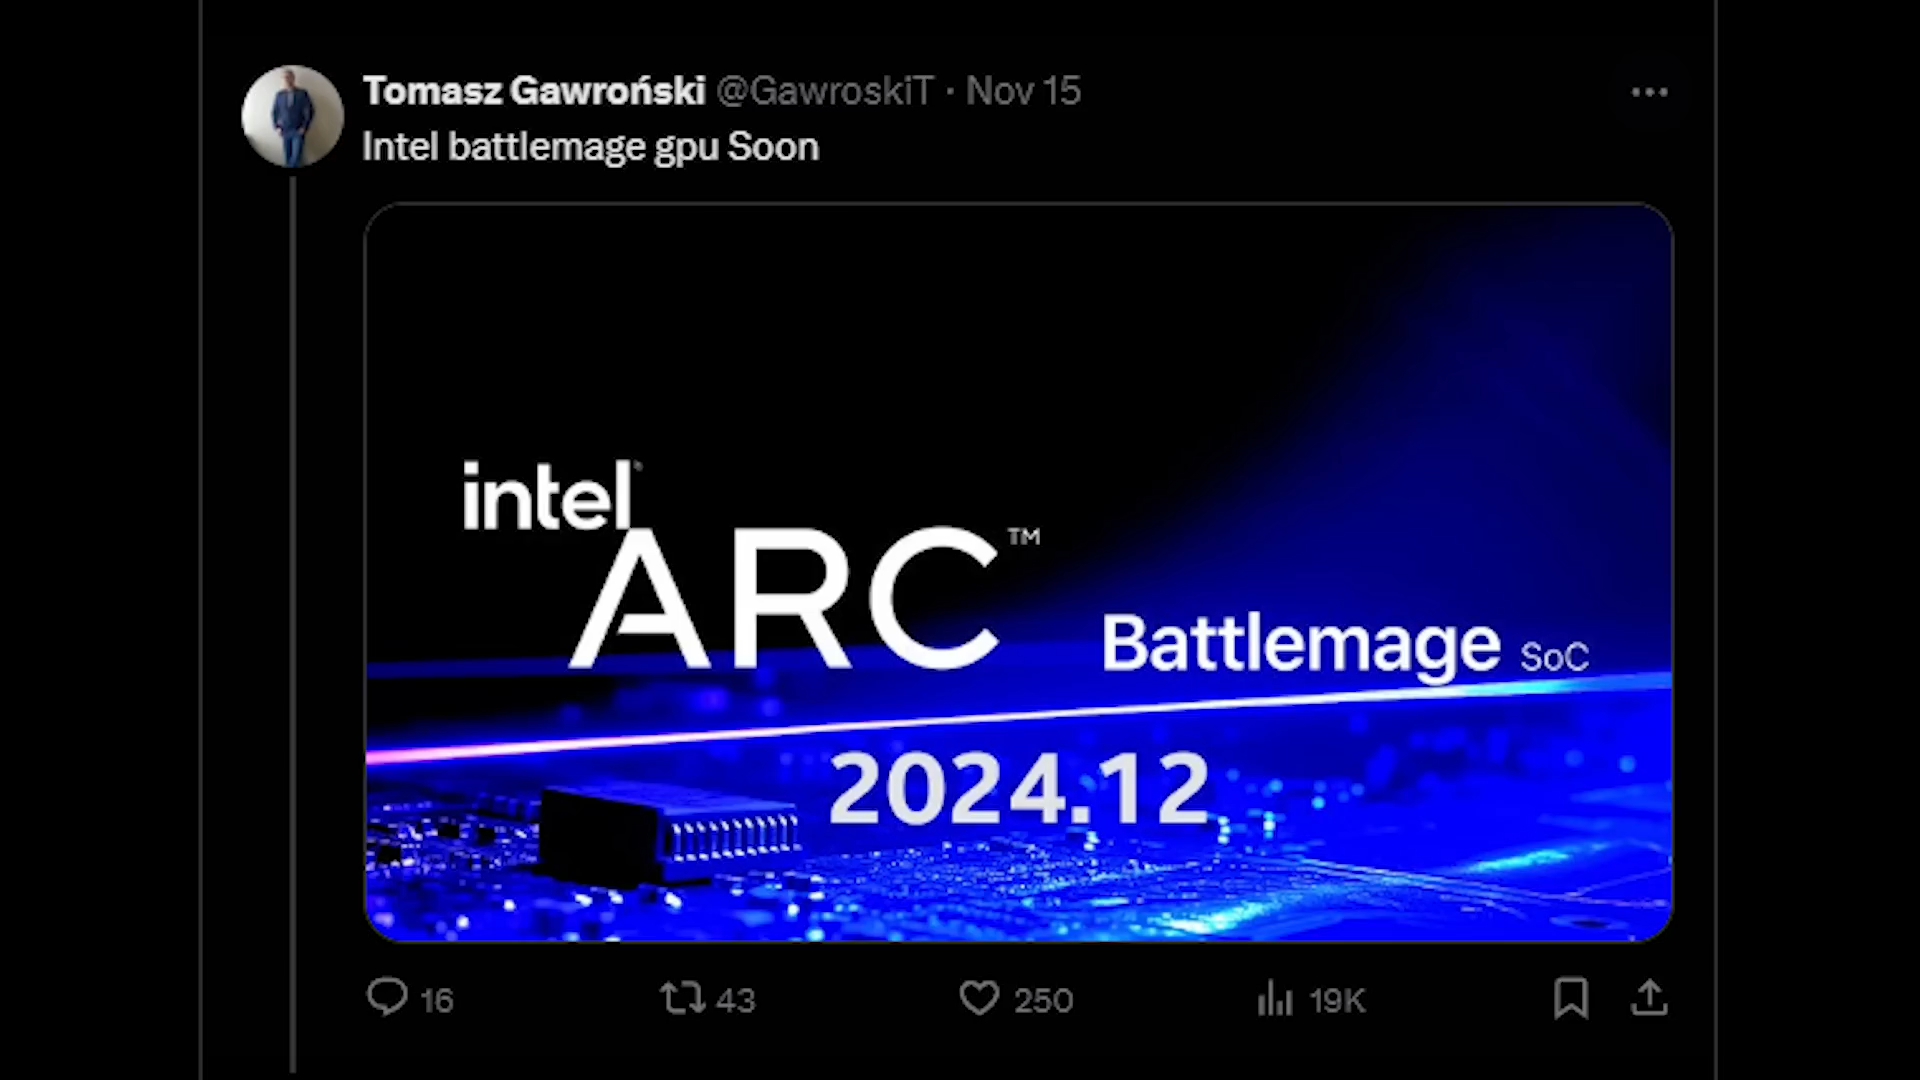 Tomasz Gawroński @GawroskiT · Nov 15
Intel battlemage gpu Soon
intel
ARC™
Battlemage SoC
2024.12
16 43 250 19K